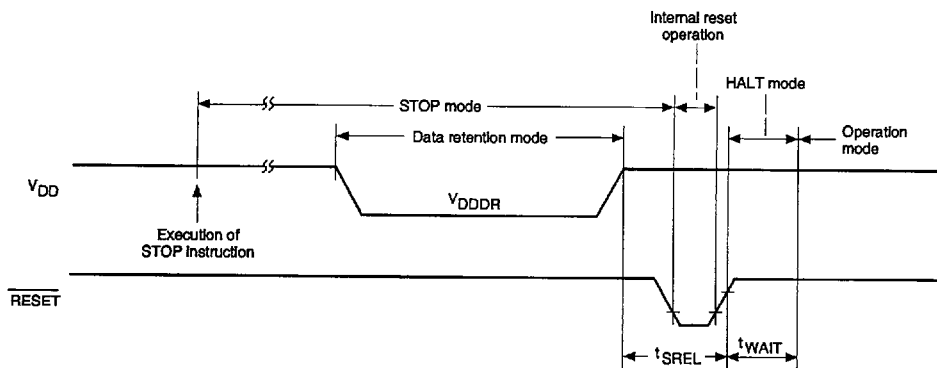 Internal reset
operation
HALT mode
STOP mode
Data retention mode
Operation
mode
VDD
VDDDR
Execution of
STOP instruction
RESET
tSREL
tWAIT